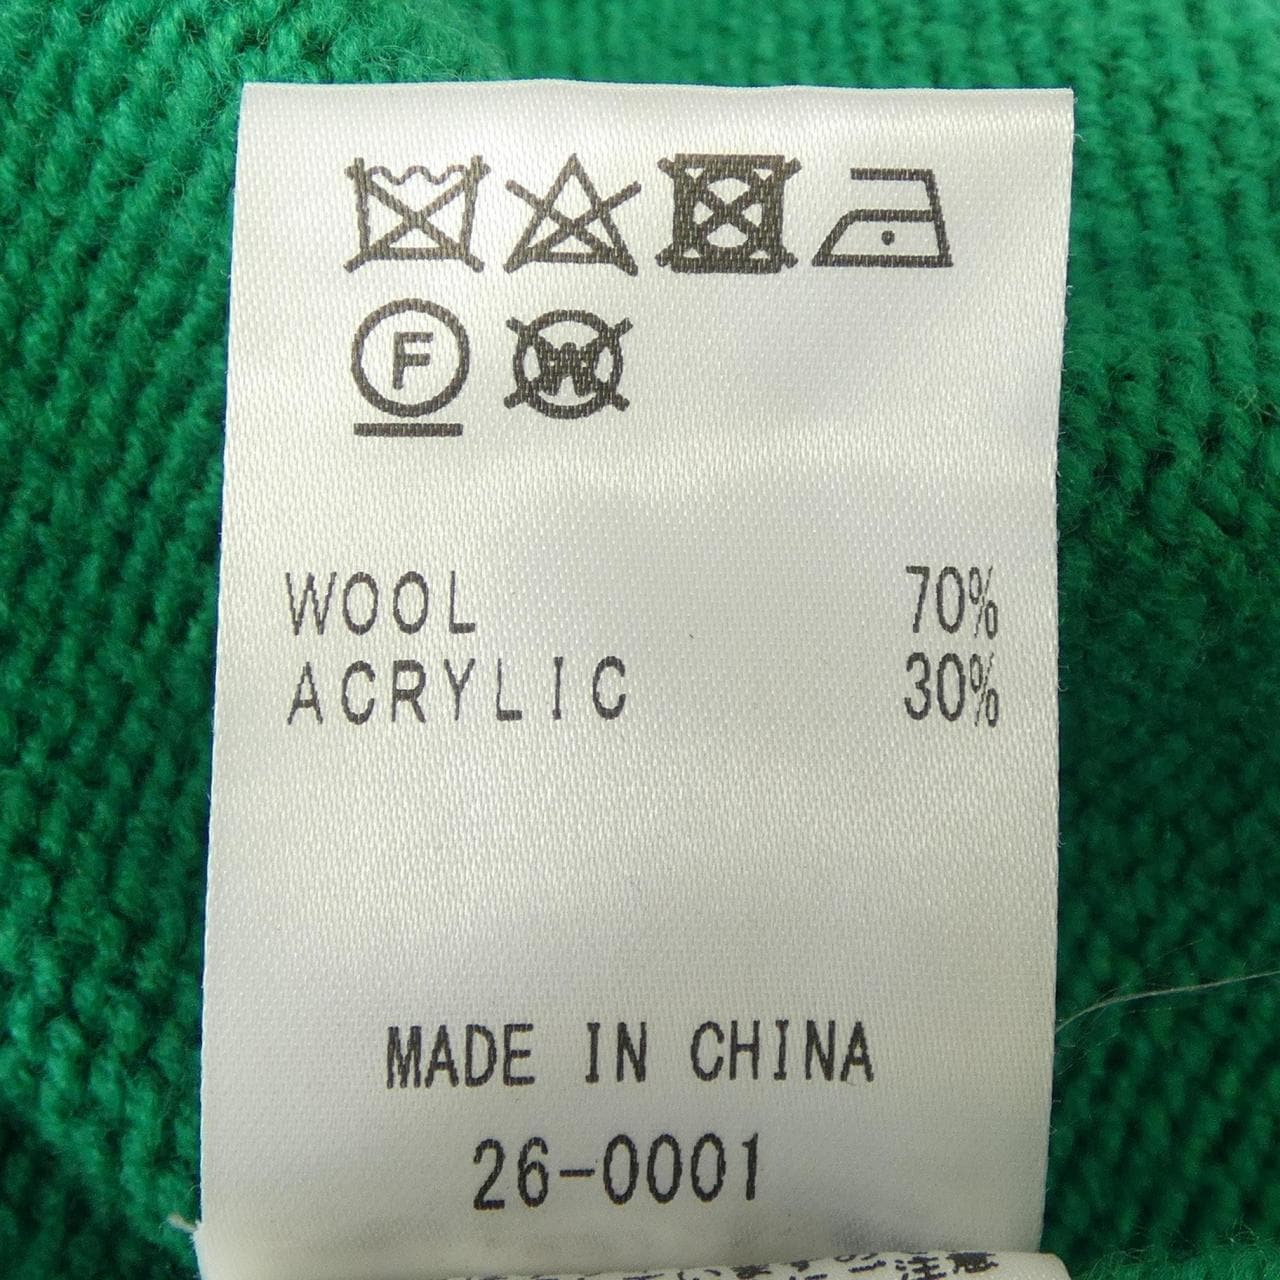 F
W
WOOL 70%
ACRYLIC 30%
MADE IN CHINA
26-0001